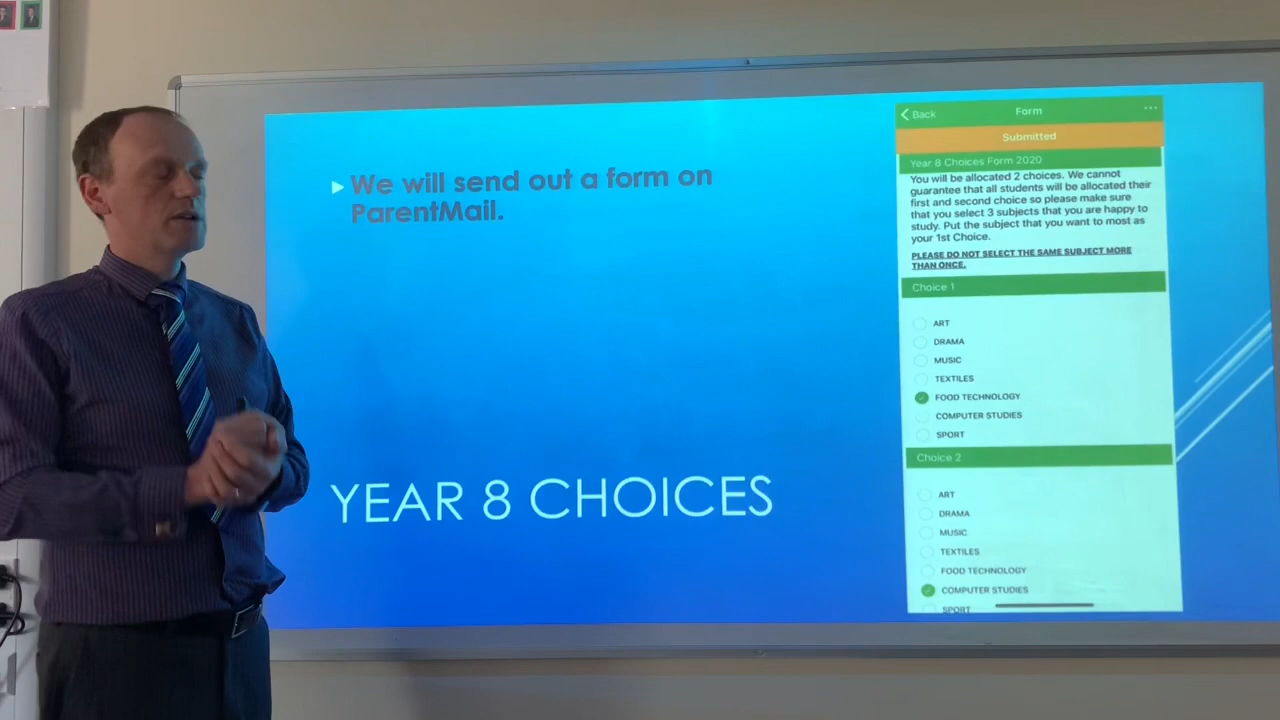 We will send out a form on
ParentMail.
YEAR 8 CHOICES
Back
Form
Submitted
Year 8 Choices Form 2020
You will be allocated 2 choices. We cannot
guarantee that all students will be allocated their
first and second choice so please make sure
that you select 3 subjects that you are happy to
study. Put the subject that you want to most as
your 1st Choice.
PLEASE DO NOT SELECT THE SAME SUBJECT MORE
THAN ONCE.
Choice 1
ART
DRAMA
MUSIC
TEXTILES
FOOD TECHNOLOGY
COMPUTER STUDIES
SPORT
Choice 2
ART
DRAMA
MUSIC
TEXTILES
FOOD TECHNOLOGY
COMPUTER STUDIES
SPORT